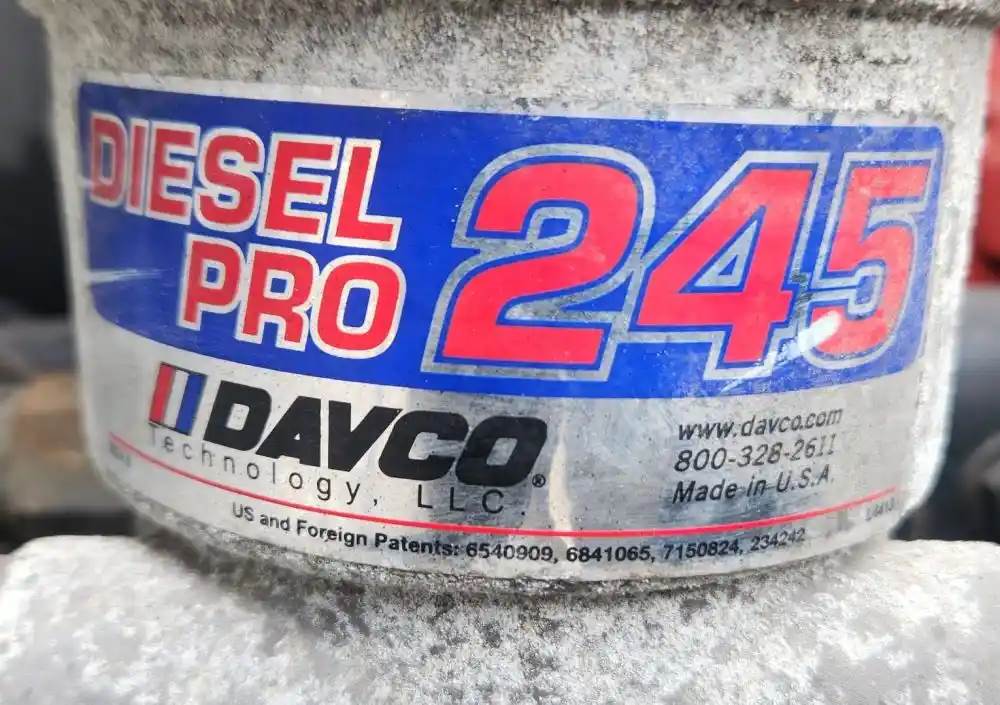 DIESEL
PRO
245
DAVCO®
Technology, LLC.
www.davco.com
800-328-2611
Made in U.S.A.
US and Foreign Patents: 6540909, 6841065, 7150824, 234242